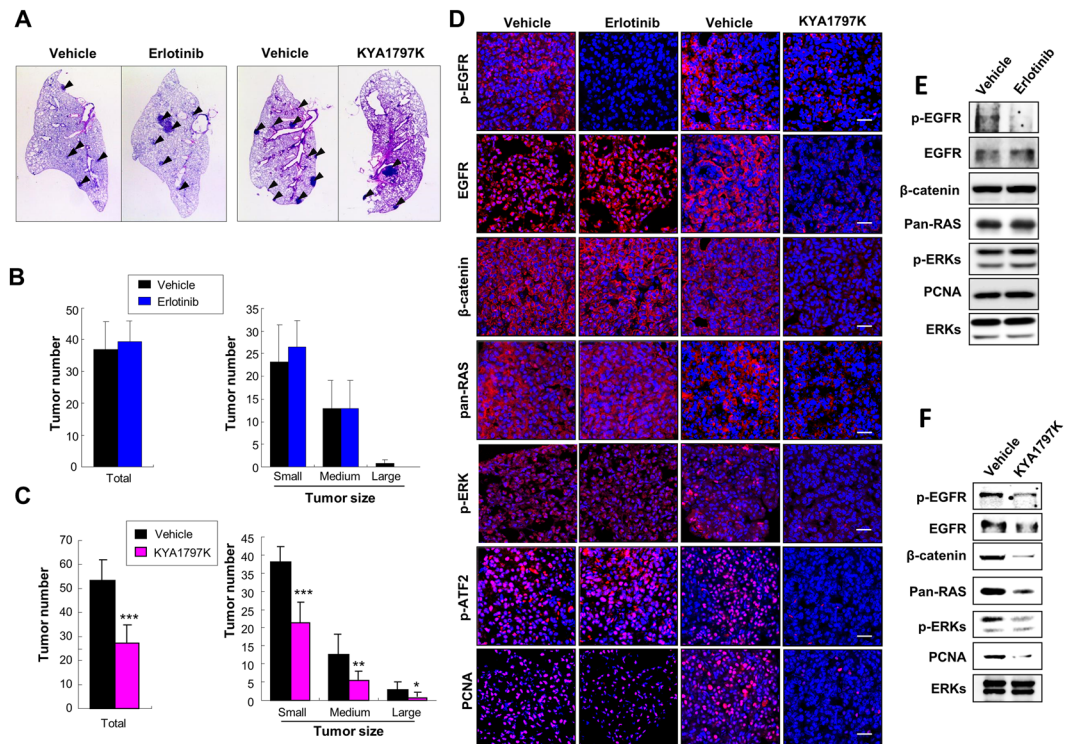 A
Vehicle Erlotinib Vehicle KYA1797K
B
Vehicle
Erlotinib
Tumor number
50
40
30
20
10
0
Total
Tumor number
35
30
25
20
15
10
5
0
Small Medium Large
Tumor size
C
Vehicle
KYA1797K
Tumor number
70
60
50
40
30
20
10
0
***
Total
Tumor number
45
40
35
30
25
20
15
10
5
0
***
**
*
Small Medium Large
Tumor size
D
Vehicle Erlotinib Vehicle KYA1797K
p-EGFR
EGFR
β-catenin
pan-RAS
p-ERK
p-ATF2
PCNA
E
Vehicle
Erlotinib
p-EGFR
EGFR
β-catenin
Pan-RAS
p-ERKs
PCNA
ERKs
F
Vehicle
KYA1797K
p-EGFR
EGFR
β-catenin
Pan-RAS
p-ERKs
PCNA
ERKs